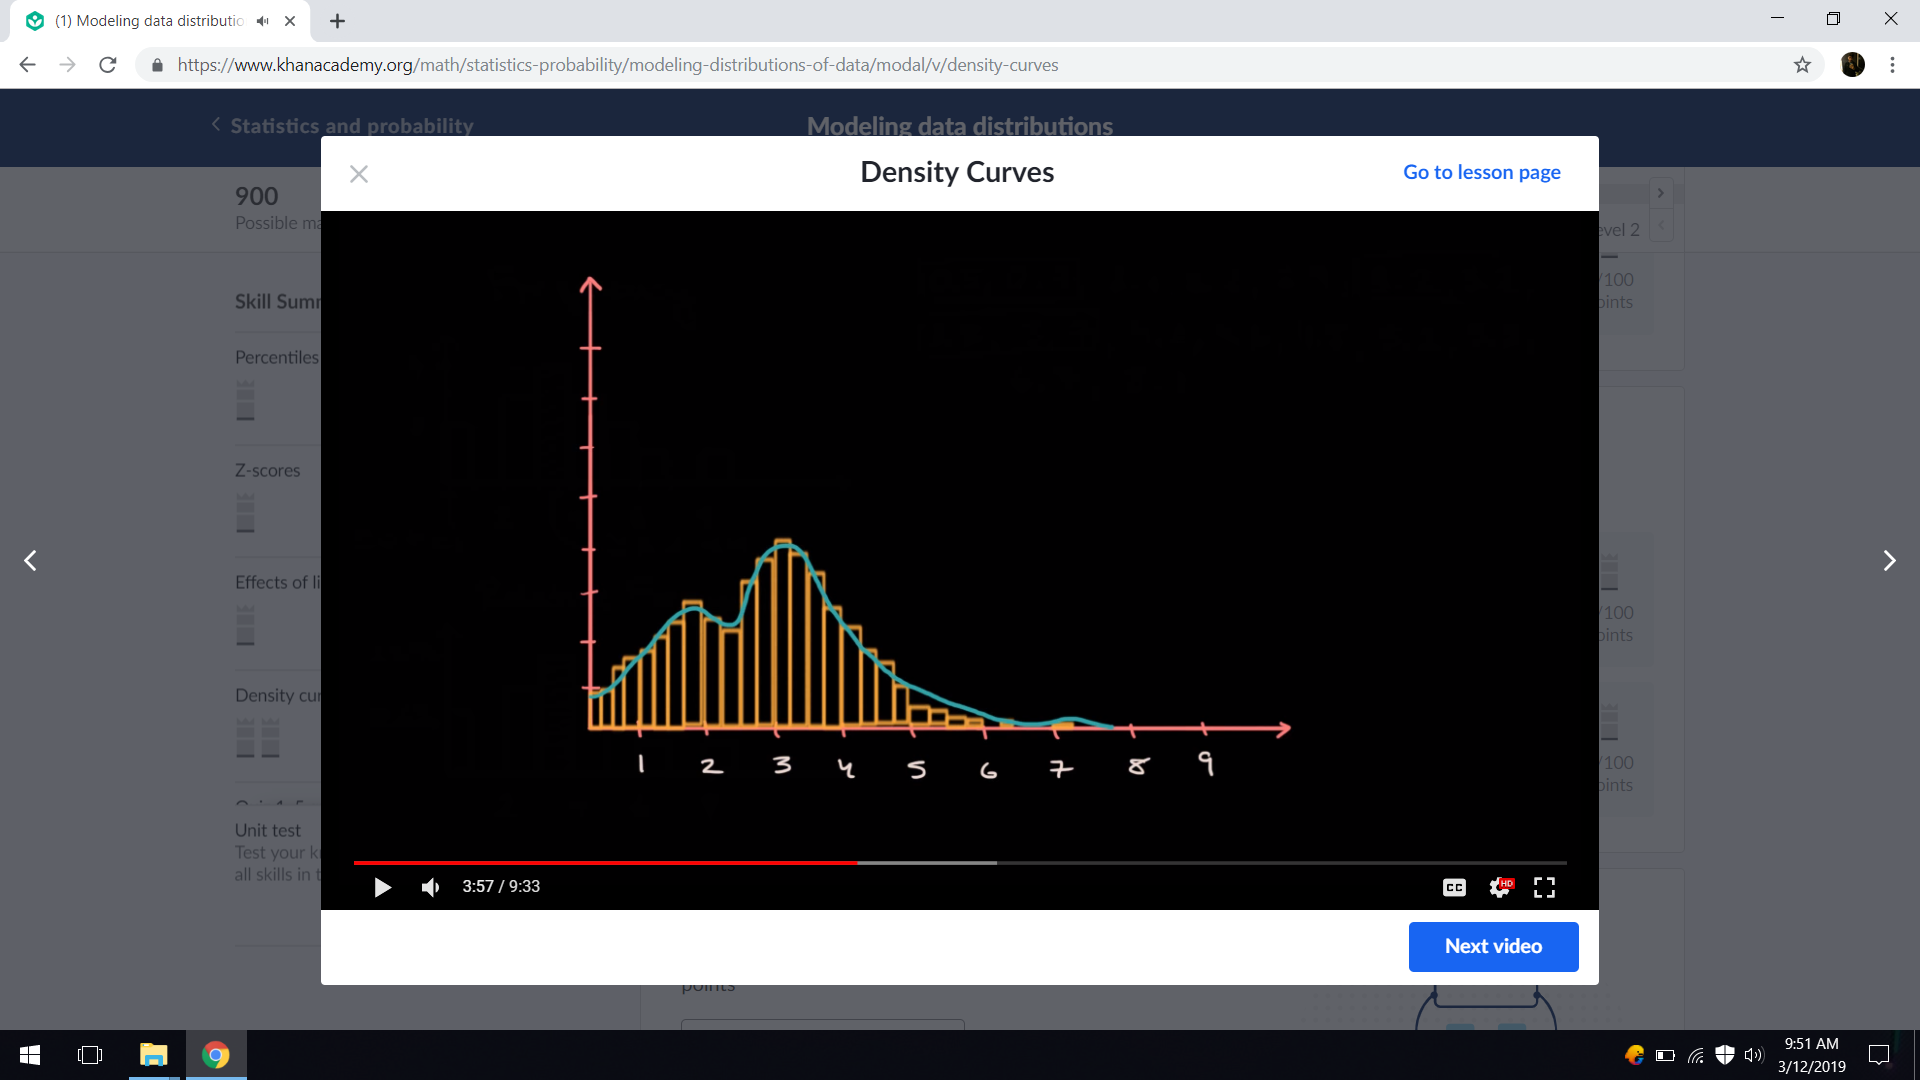 (1) Modeling data distributio
https://www.khanacademy.org/math/statistics-probability/modeling-distributions-of-data/modal/v/density-curves
Statistics and probability
Modeling data distributions
Density Curves
Go to lesson page
900
Possible ma
evel 2
/100
oints
Skill Summ
Percentiles
Z-scores
Effects of li
Density cur
Unit test
Test your k
all skills in t
/100
oints
/100
oints
1 2 3 4 5 6 7 8 9
3:57 / 9:33
CC
HD
Next video
points
9:51 AM
3/12/2019